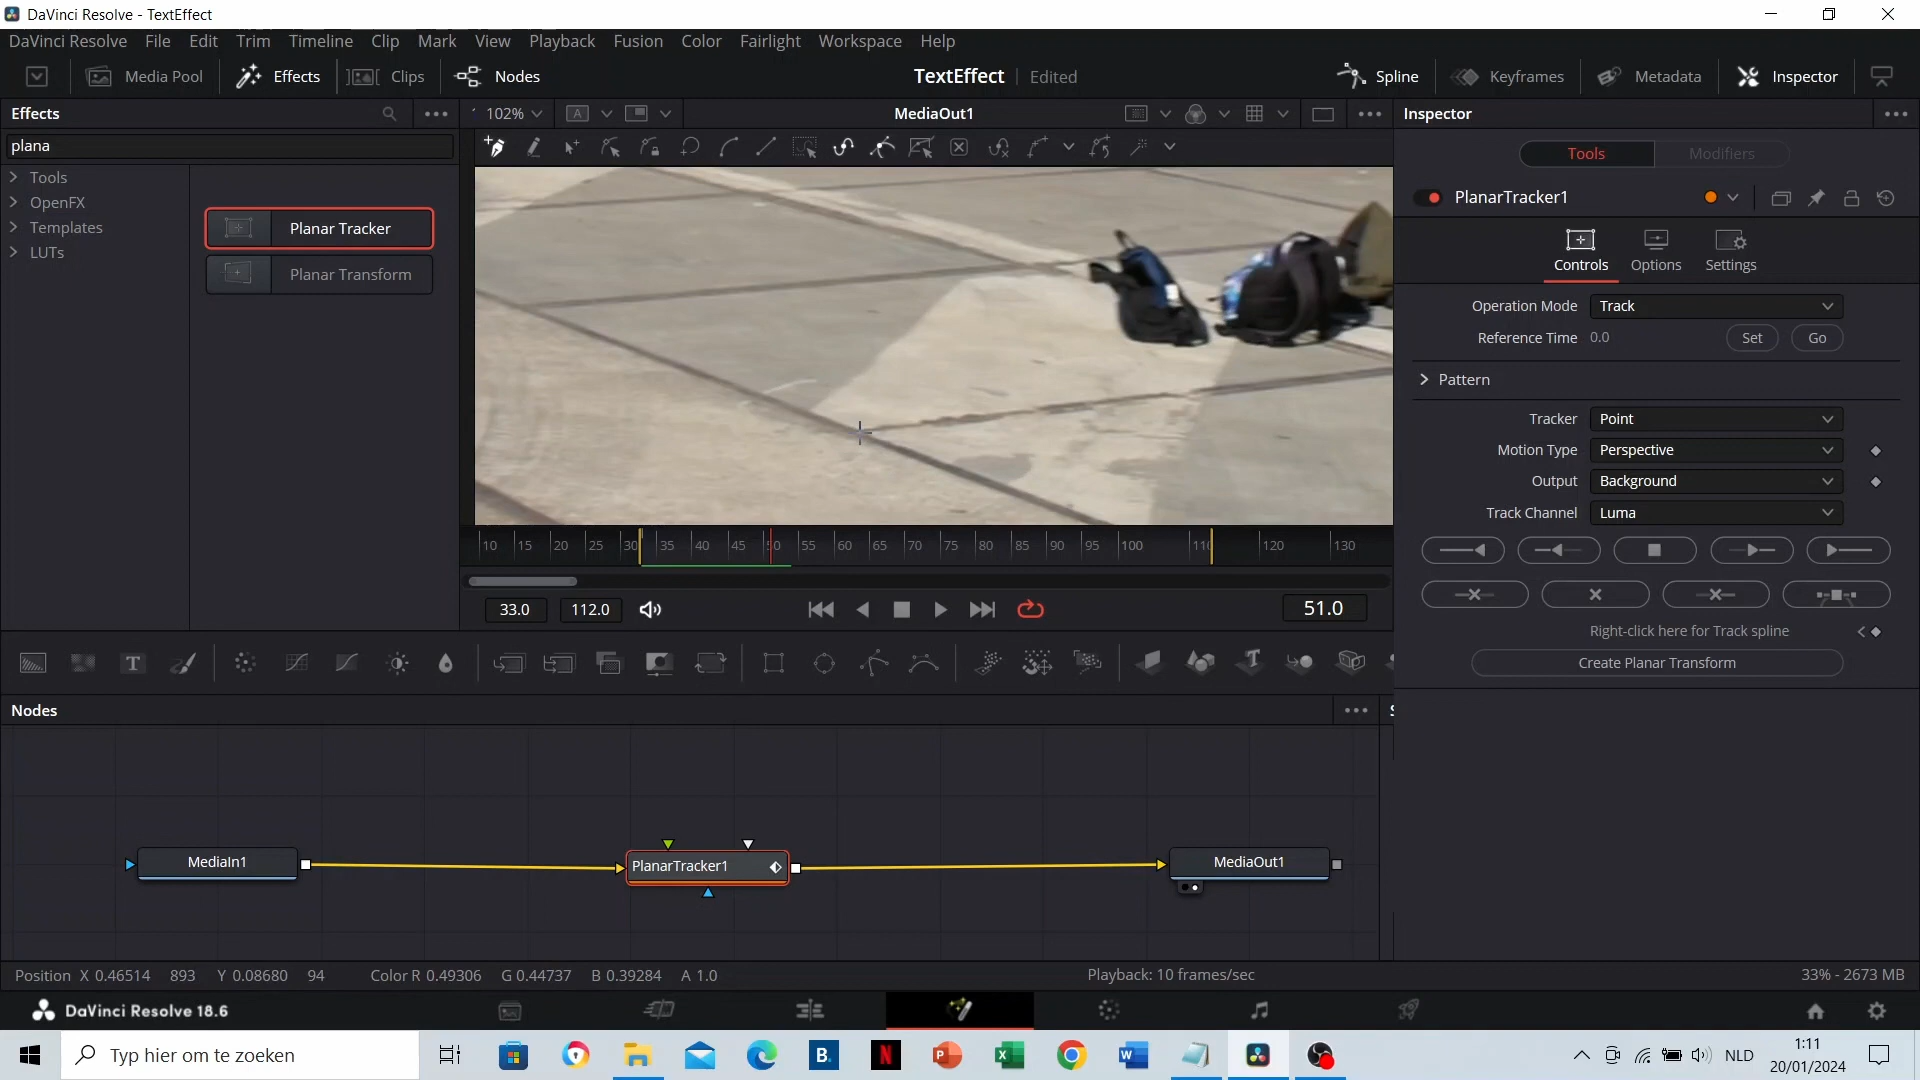 DaVinci Resolve - TextEffect
DaVinci Resolve File Edit Trim Timeline Clip Mark View Playback Fusion Color Fairlight Workspace Help
Media Pool Effects Clips Nodes TextEffect Edited Spline Keyframes Metadata Inspector
Effects 102% A MediaOut1 Inspector
plana
Tools Modifiers
Tools
OpenFX
Templates
LUTs
Planar Tracker
Planar Transform
PlanarTracker1
Controls Options Settings
Operation Mode Track
Reference Time 0.0 Set Go
Pattern
Tracker Point
Motion Type Perspective
Output Background
Track Channel Luma
10 15 20 25 30 35 40 45 50 55 60 65 70 75 80 85 90 95 100 110 120 130
33.0 112.0 51.0
Right-click here for Track spline
Create Planar Transform
Nodes
MediaIn1 PlanarTracker1 MediaOut1
Position X 0.46514 893 Y 0.08680 94 Color R 0.49306 G 0.44737 B 0.39284 A 1.0 Playback: 10 frames/sec 33% - 2673 MB
DaVinci Resolve 18.6
Typ hier om te zoeken B. N NLD 1:11
20/01/2024